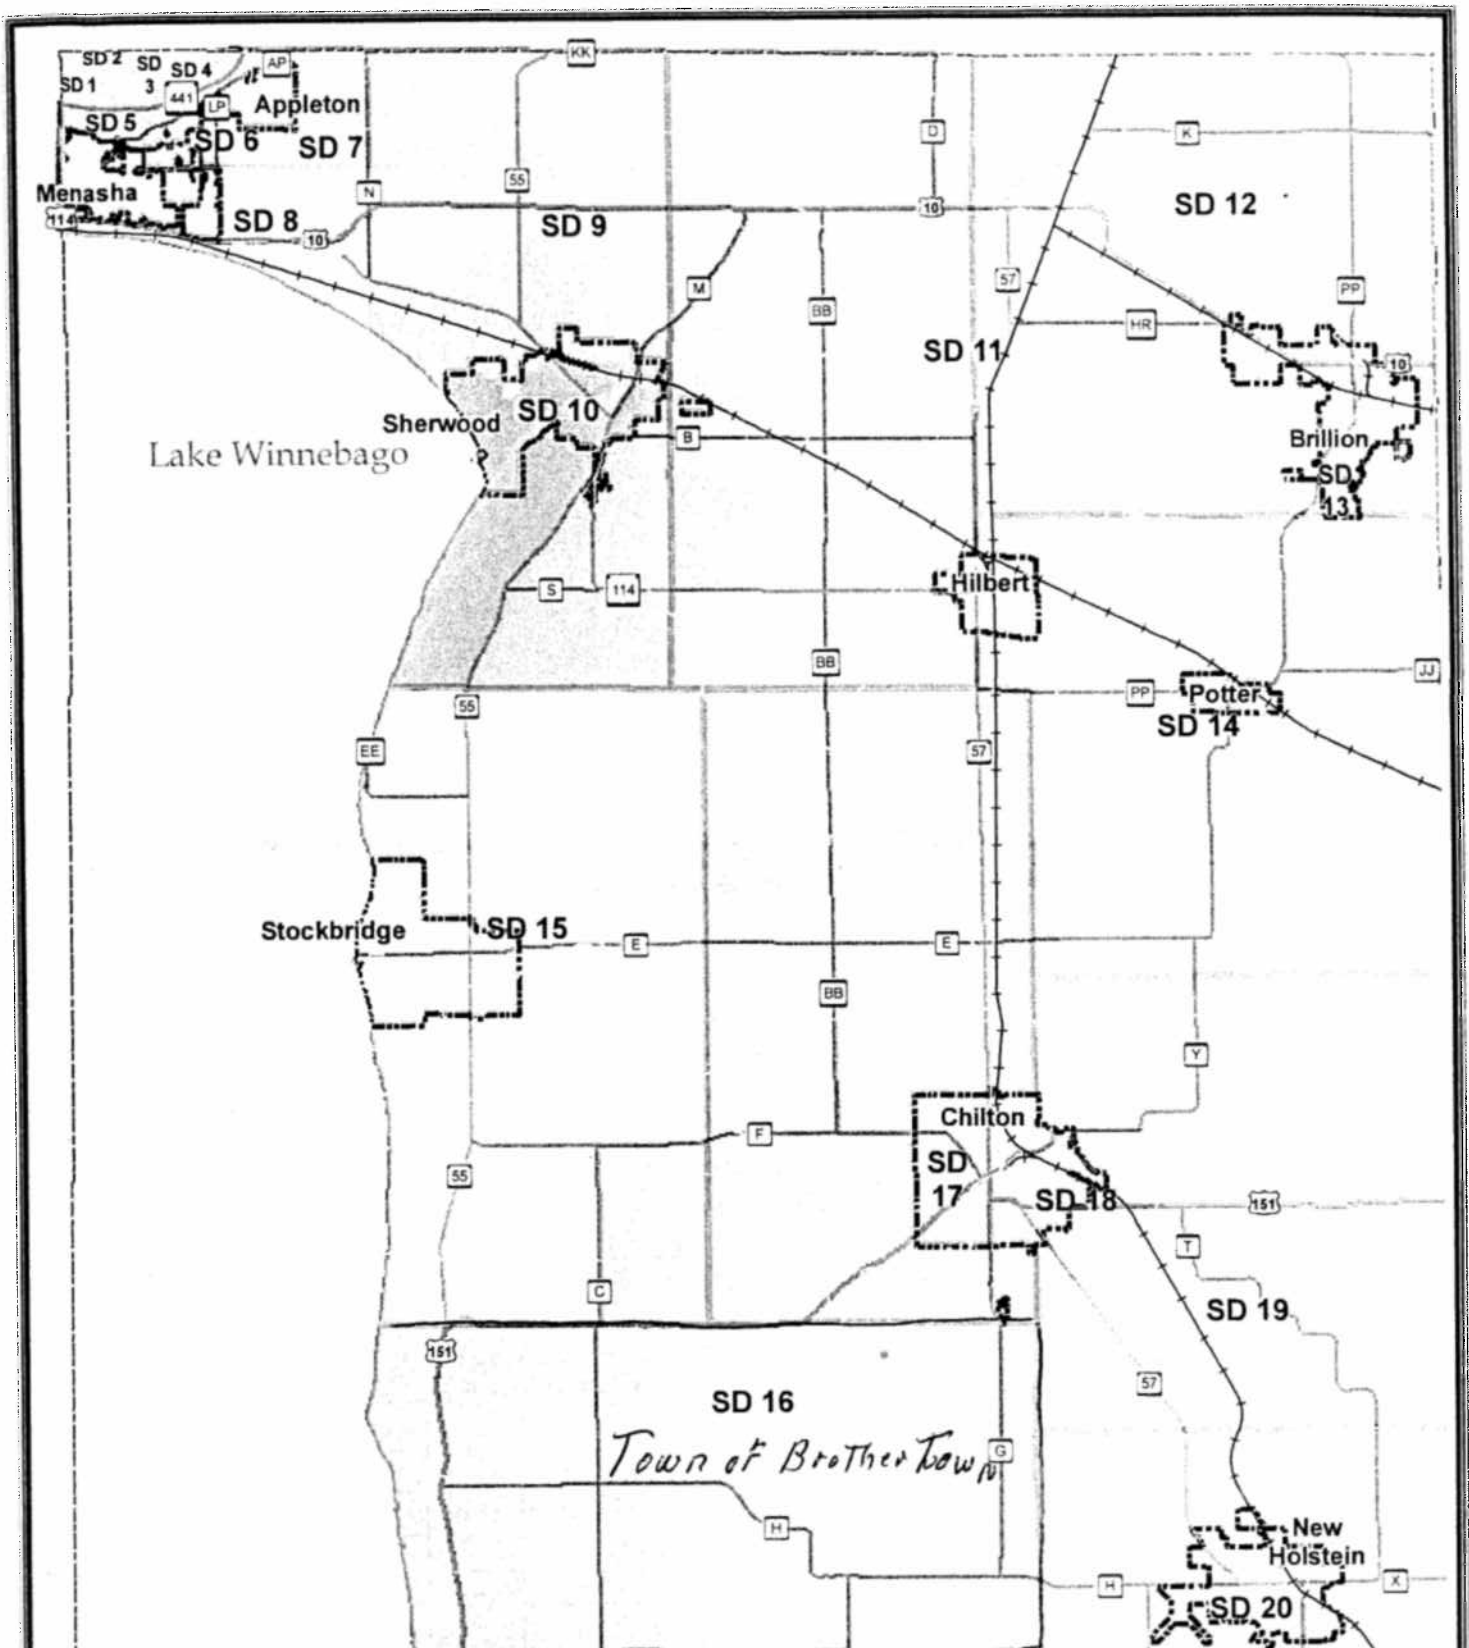 KK
SD 2
SD
3
SD 4
AP
SD 1
441
LP
Appleton
SD 5
SD 6
SD 7
D
K
55
Menasha
N
114
SD 8
10
SD 9
10
SD 12
57
M
BB
PP
HR
SD 11
10
Sherwood
SD 10
B
Brillion
Lake Winnebago
SD
13
Hilbert
S
114
BB
JJ
PP
Potter
55
SD 14
EE
57
Stockbridge
SD 15
E
E
BB
Y
Chilton
F
SD
17
55
SD 18
151
T
C
SD 19
151
57
SD 16
Town of BrotherTown
G
H
New
Holstein
H
X
SD 20